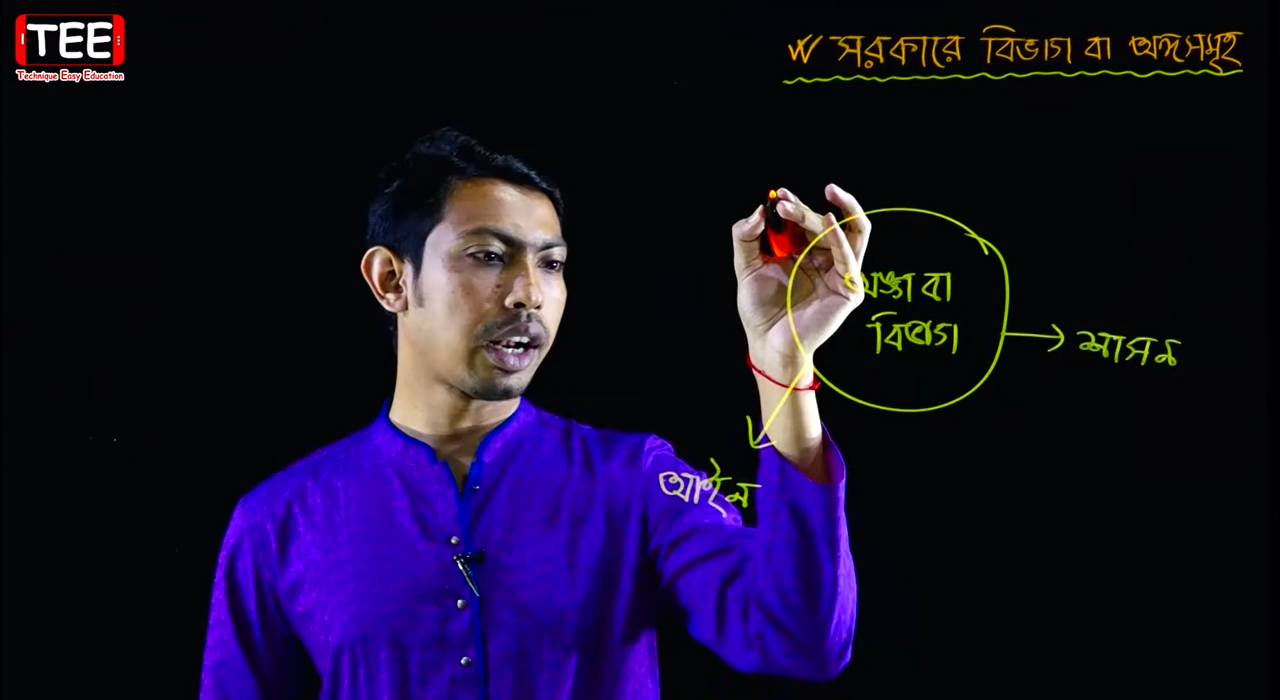 TEE
Technique Easy Education
সরকারে বিভাগ বা অঙ্গসমূহ
অঙ্গ বা
বিভাগ
শাসন
আইন